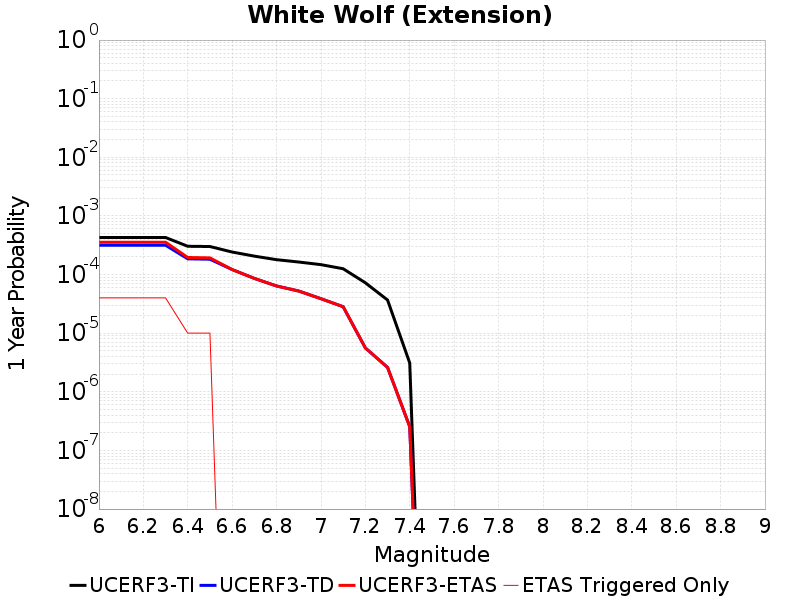 White Wolf (Extension)
1 Year Probability
10^0
10^-1
10^-2
10^-3
10^-4
10^-5
10^-6
10^-7
10^-8
6 6.2 6.4 6.6 6.8 7 7.2 7.4 7.6 7.8 8 8.2 8.4 8.6 8.8 9
Magnitude
UCERF3-TI UCERF3-TD UCERF3-ETAS ETAS Triggered Only